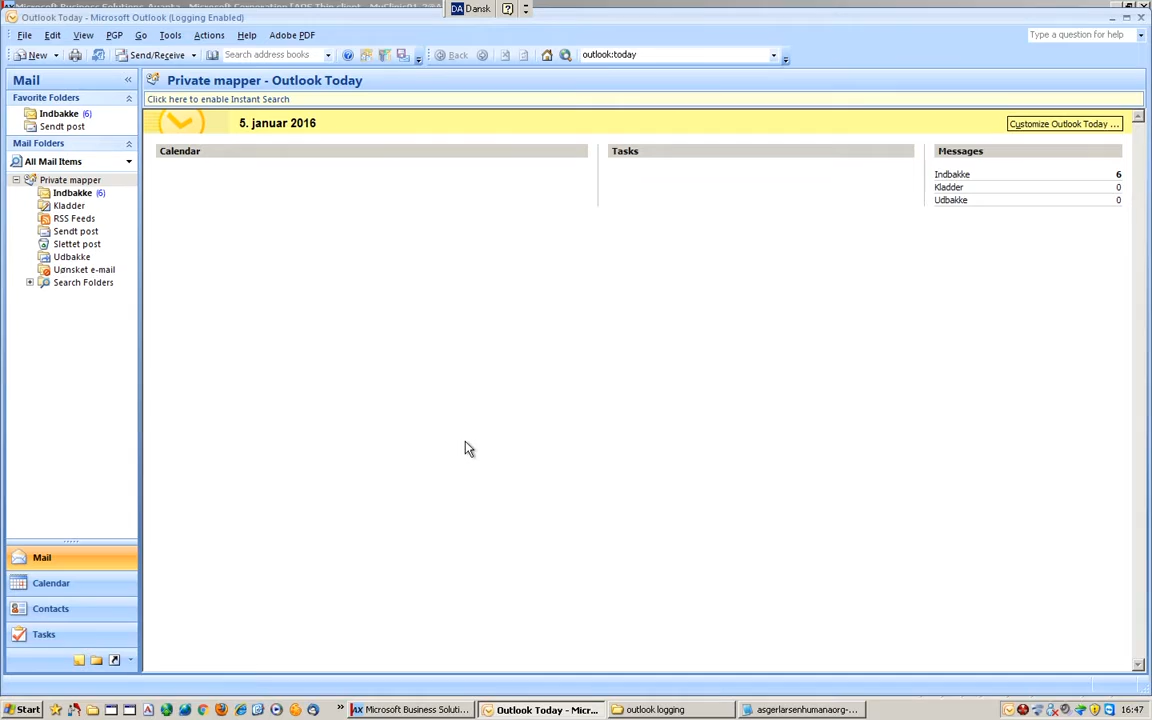 DA Dansk
Outlook Today - Microsoft Outlook (Logging Enabled)
File Edit View PGP Go Tools Actions Help Adobe PDF
Type a question for help
New Send/Receive Search address books Back outlook:today
Mail
Private mapper - Outlook Today
Favorite Folders
Click here to enable Instant Search
Indbakke (6)
Sendt post
5. januar 2016
Customize Outlook Today ...
Mail Folders
All Mail Items
Calendar
Tasks
Messages
Private mapper
Indbakke 6
Kladder 0
Udbakke 0
Indbakke (6)
Kladder
RSS Feeds
Sendt post
Slettet post
Udbakke
Uønsket e-mail
Search Folders
Mail
Calendar
Contacts
Tasks
Start
Microsoft Business Soluti...
Outlook Today - Micr...
outlook logging
asgerlarsenhumanaorg-...
16:47